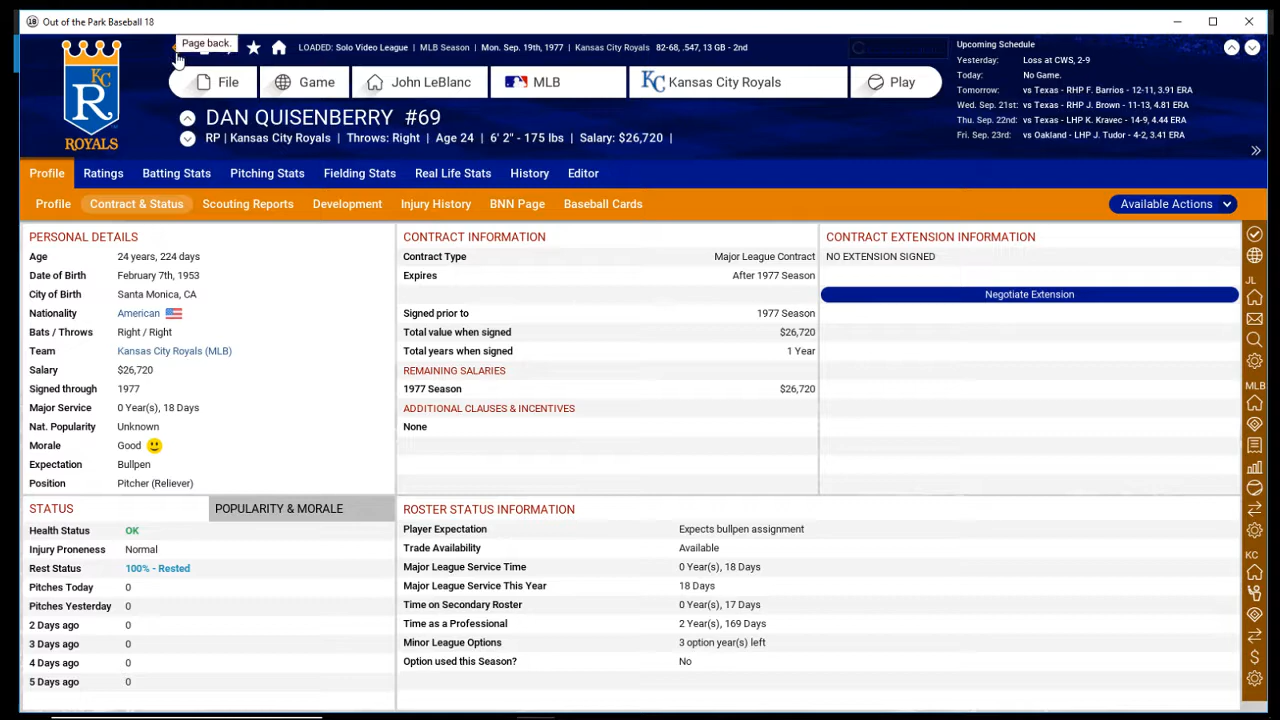 Out of the Park Baseball 18
Page back.
LOADED: Solo Video League | MLB Season | Mon. Sep. 19th, 1977 | Kansas City Royals 82-68, .547, 13 GB - 2nd
Upcoming Schedule
Yesterday: Loss at CWS, 2-9
Today: No Game.
Tomorrow: vs Texas - RHP F. Barrios - 12-11, 3.91 ERA
Wed. Sep. 21st: vs Texas - RHP J. Brown - 11-13, 4.81 ERA
Thu. Sep. 22nd: vs Texas - LHP K. Kravec - 14-9, 4.44 ERA
Fri. Sep. 23rd: vs Oakland - LHP J. Tudor - 4-2, 3.41 ERA
KC
R
ROYALS
File Game John LeBlanc MLB KC Kansas City Royals Play
DAN QUISENBERRY #69
RP | Kansas City Royals | Throws: Right | Age 24 | 6' 2" - 175 lbs | Salary: $26,720 |
Profile Ratings Batting Stats Pitching Stats Fielding Stats Real Life Stats History Editor
Profile Contract & Status Scouting Reports Development Injury History BNN Page Baseball Cards Available Actions
PERSONAL DETAILS
Age 24 years, 224 days
Date of Birth February 7th, 1953
City of Birth Santa Monica, CA
Nationality American
Bats / Throws Right / Right
Team Kansas City Royals (MLB)
Salary $26,720
Signed through 1977
Major Service 0 Year(s), 18 Days
Nat. Popularity Unknown
Morale Good
Expectation Bullpen
Position Pitcher (Reliever)
CONTRACT INFORMATION
Contract Type Major League Contract
Expires After 1977 Season
Signed prior to 1977 Season
Total value when signed $26,720
Total years when signed 1 Year
REMAINING SALARIES
1977 Season $26,720
ADDITIONAL CLAUSES & INCENTIVES
None
CONTRACT EXTENSION INFORMATION
NO EXTENSION SIGNED
Negotiate Extension
STATUS POPULARITY & MORALE
Health Status OK
Injury Proneness Normal
Rest Status 100% - Rested
Pitches Today 0
Pitches Yesterday 0
2 Days ago 0
3 Days ago 0
4 Days ago 0
5 Days ago 0
ROSTER STATUS INFORMATION
Player Expectation Expects bullpen assignment
Trade Availability Available
Major League Service Time 0 Year(s), 18 Days
Major League Service This Year 18 Days
Time on Secondary Roster 0 Year(s), 17 Days
Time as a Professional 2 Year(s), 169 Days
Minor League Options 3 option year(s) left
Option used this Season? No
JL
MLB
KC